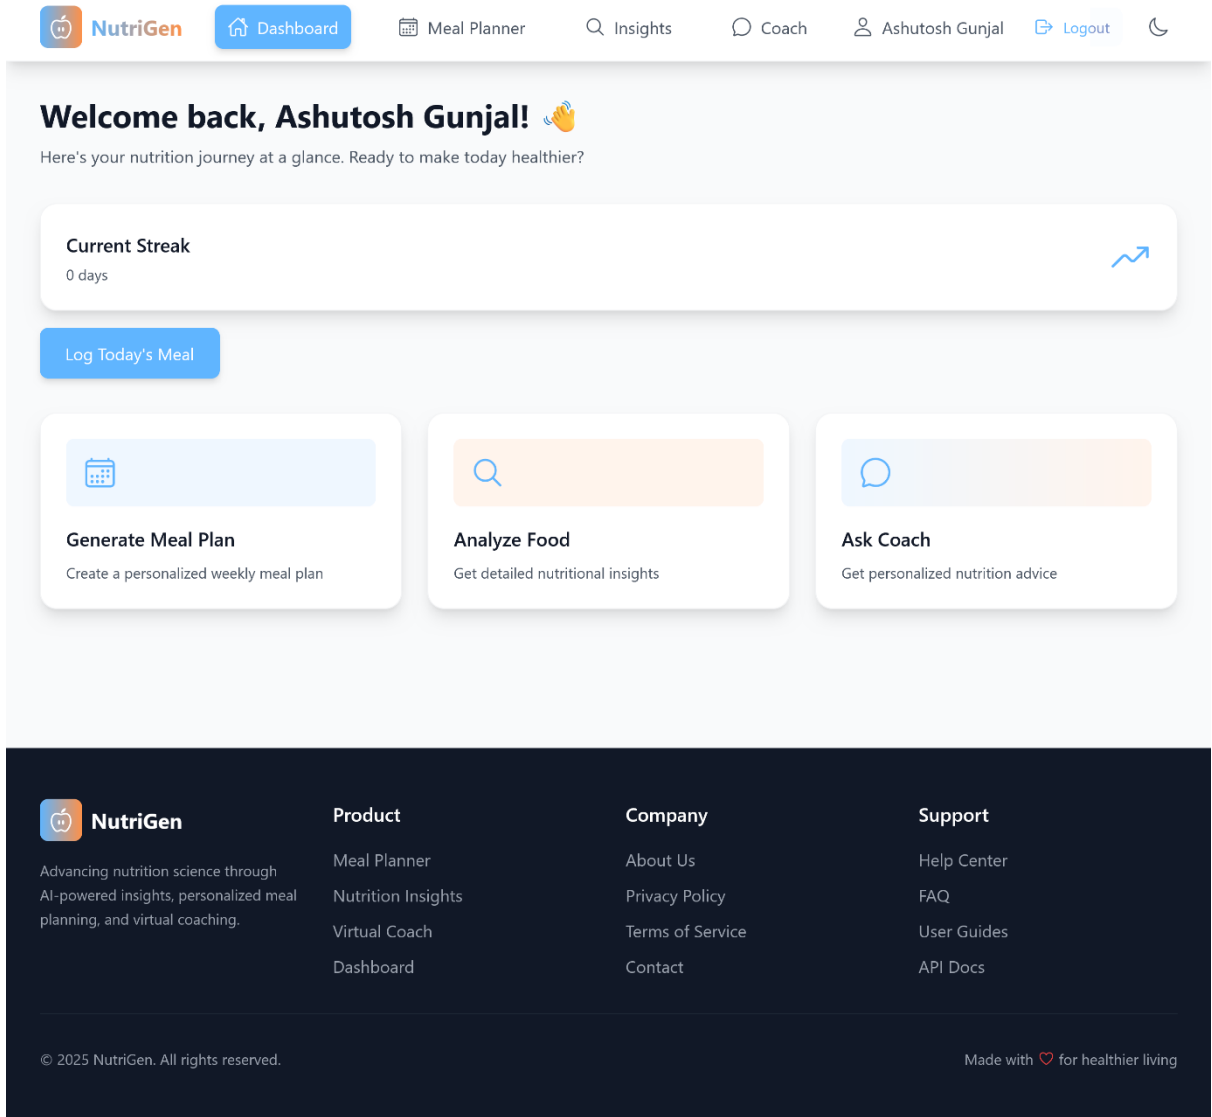 NutriGen
Dashboard
Meal Planner
Insights
Coach
Ashutosh Gunjal
Logout
Welcome back, Ashutosh Gunjal! 👋
Here's your nutrition journey at a glance. Ready to make today healthier?
Current Streak
0 days
Log Today's Meal
Generate Meal Plan
Create a personalized weekly meal plan
Analyze Food
Get detailed nutritional insights
Ask Coach
Get personalized nutrition advice
NutriGen
Advancing nutrition science through
AI-powered insights, personalized meal
planning, and virtual coaching.
Product
Meal Planner
Nutrition Insights
Virtual Coach
Dashboard
Company
About Us
Privacy Policy
Terms of Service
Contact
Support
Help Center
FAQ
User Guides
API Docs
© 2025 NutriGen. All rights reserved.
Made with ♡ for healthier living